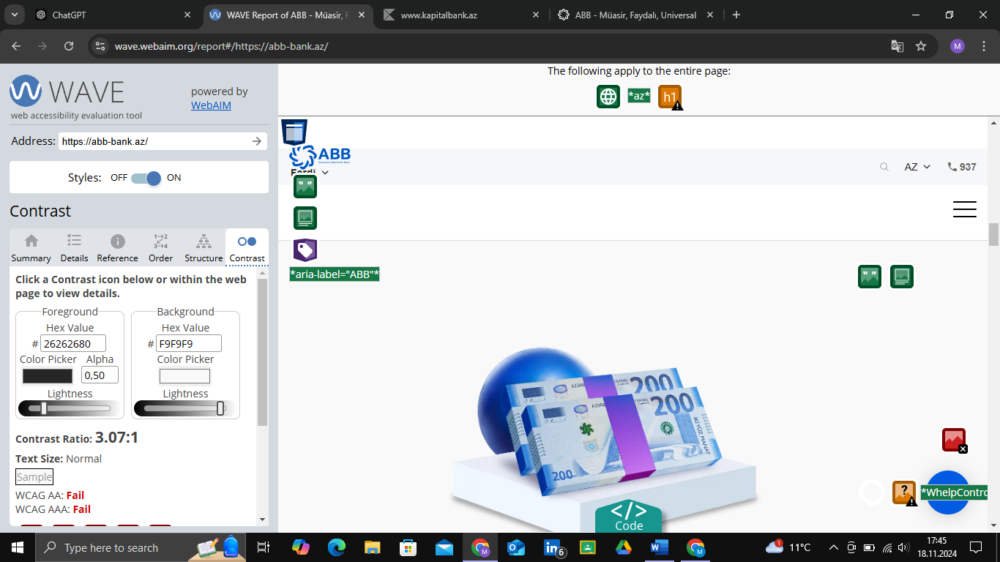 ChatGPT
WAVE Report of ABB - Müasir, F
www.kapitalbank.az
ABB - Müasir, Faydalı, Universal
wave.webaim.org/report#/https://abb-bank.az/
M
WAVE
web accessibility evaluation tool
powered by
WebAIM
Address: https://abb-bank.az/
Styles: OFF ON
Contrast
Summary Details Reference Order Structure Contrast
Click a Contrast icon below or within the web
page to view details.
Foreground
Hex Value
# 26262680
Color Picker Alpha
0,50
Lightness
Background
Hex Value
# F9F9F9
Color Picker
Lightness
Contrast Ratio: 3.07:1
Text Size: Normal
Sample
WCAG AA: Fail
WCAG AAA: Fail
The following apply to the entire page:
*az* h1
ABB
Fərdi
AZ
937
*aria-label="ABB"*
200
200
200
İKİ YÜZ MANAT
*WhelpContro
</>
Code
Type here to search
6
1
11°C
17:45
18.11.2024